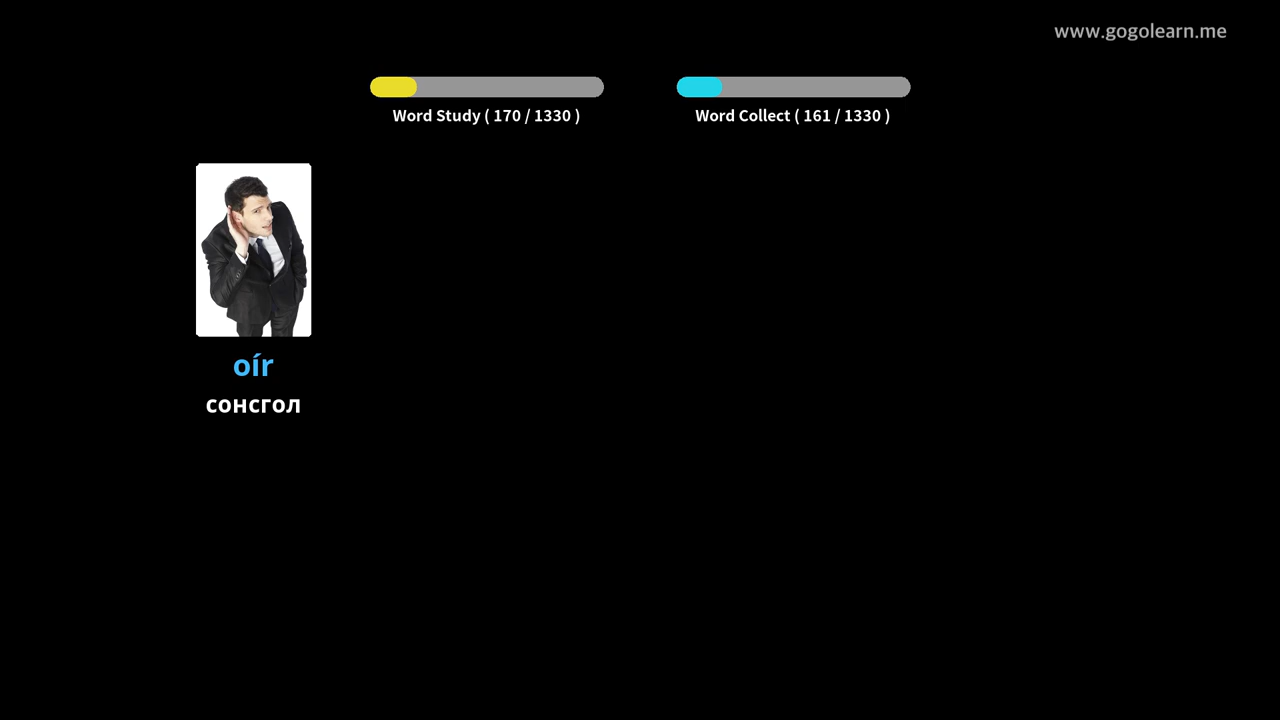 www.gogolearn.me
Word Study ( 170 / 1330 )
Word Collect ( 161 / 1330 )
oír
сонсгол